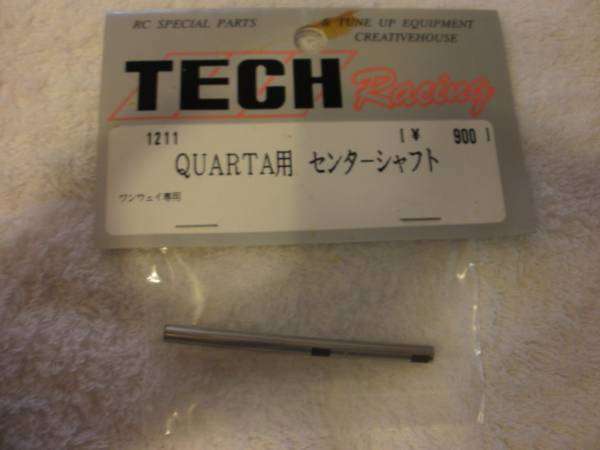 RC SPECIAL PARTS & TUNE UP EQUIPMENT
CREATIVEHOUSE
TECH Racing
1211 ¥ 900
QUARTA用 センターシャフト
ワンウェイ専用